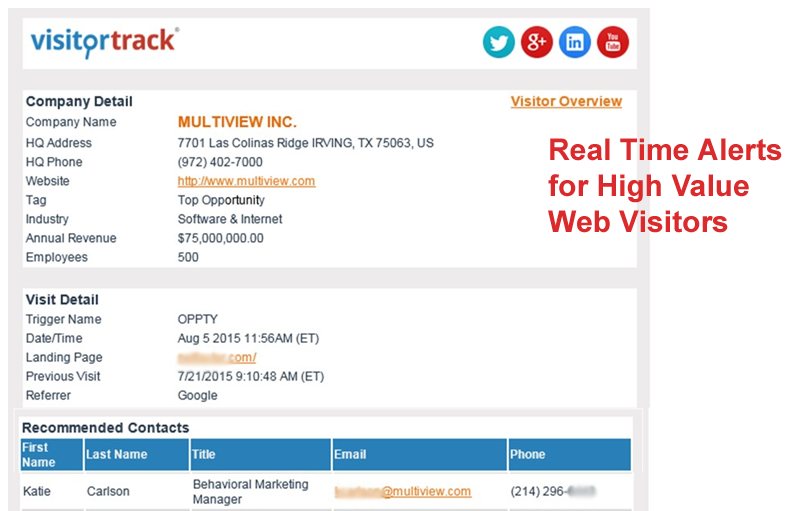 visitortrack®
You Tube
g+
in
Company Detail
Visitor Overview
Company Name MULTIVIEW INC.
HQ Address 7701 Las Colinas Ridge IRVING, TX 75063, US
HQ Phone (972) 402-7000
Website http://www.multiview.com
Tag Top Opportunity
Industry Software & Internet
Annual Revenue $75,000,000.00
Employees 500
Real Time Alerts
for High Value
Web Visitors
Visit Detail
Trigger Name OPPTY
Date/Time Aug 5 2015 11:56AM (ET)
Landing Page .com/
Previous Visit 7/21/2015 9:10:48 AM (ET)
Referrer Google
Recommended Contacts
First Name Last Name Title Email Phone
Katie Carlson Behavioral Marketing Manager @multiview.com (214) 296-